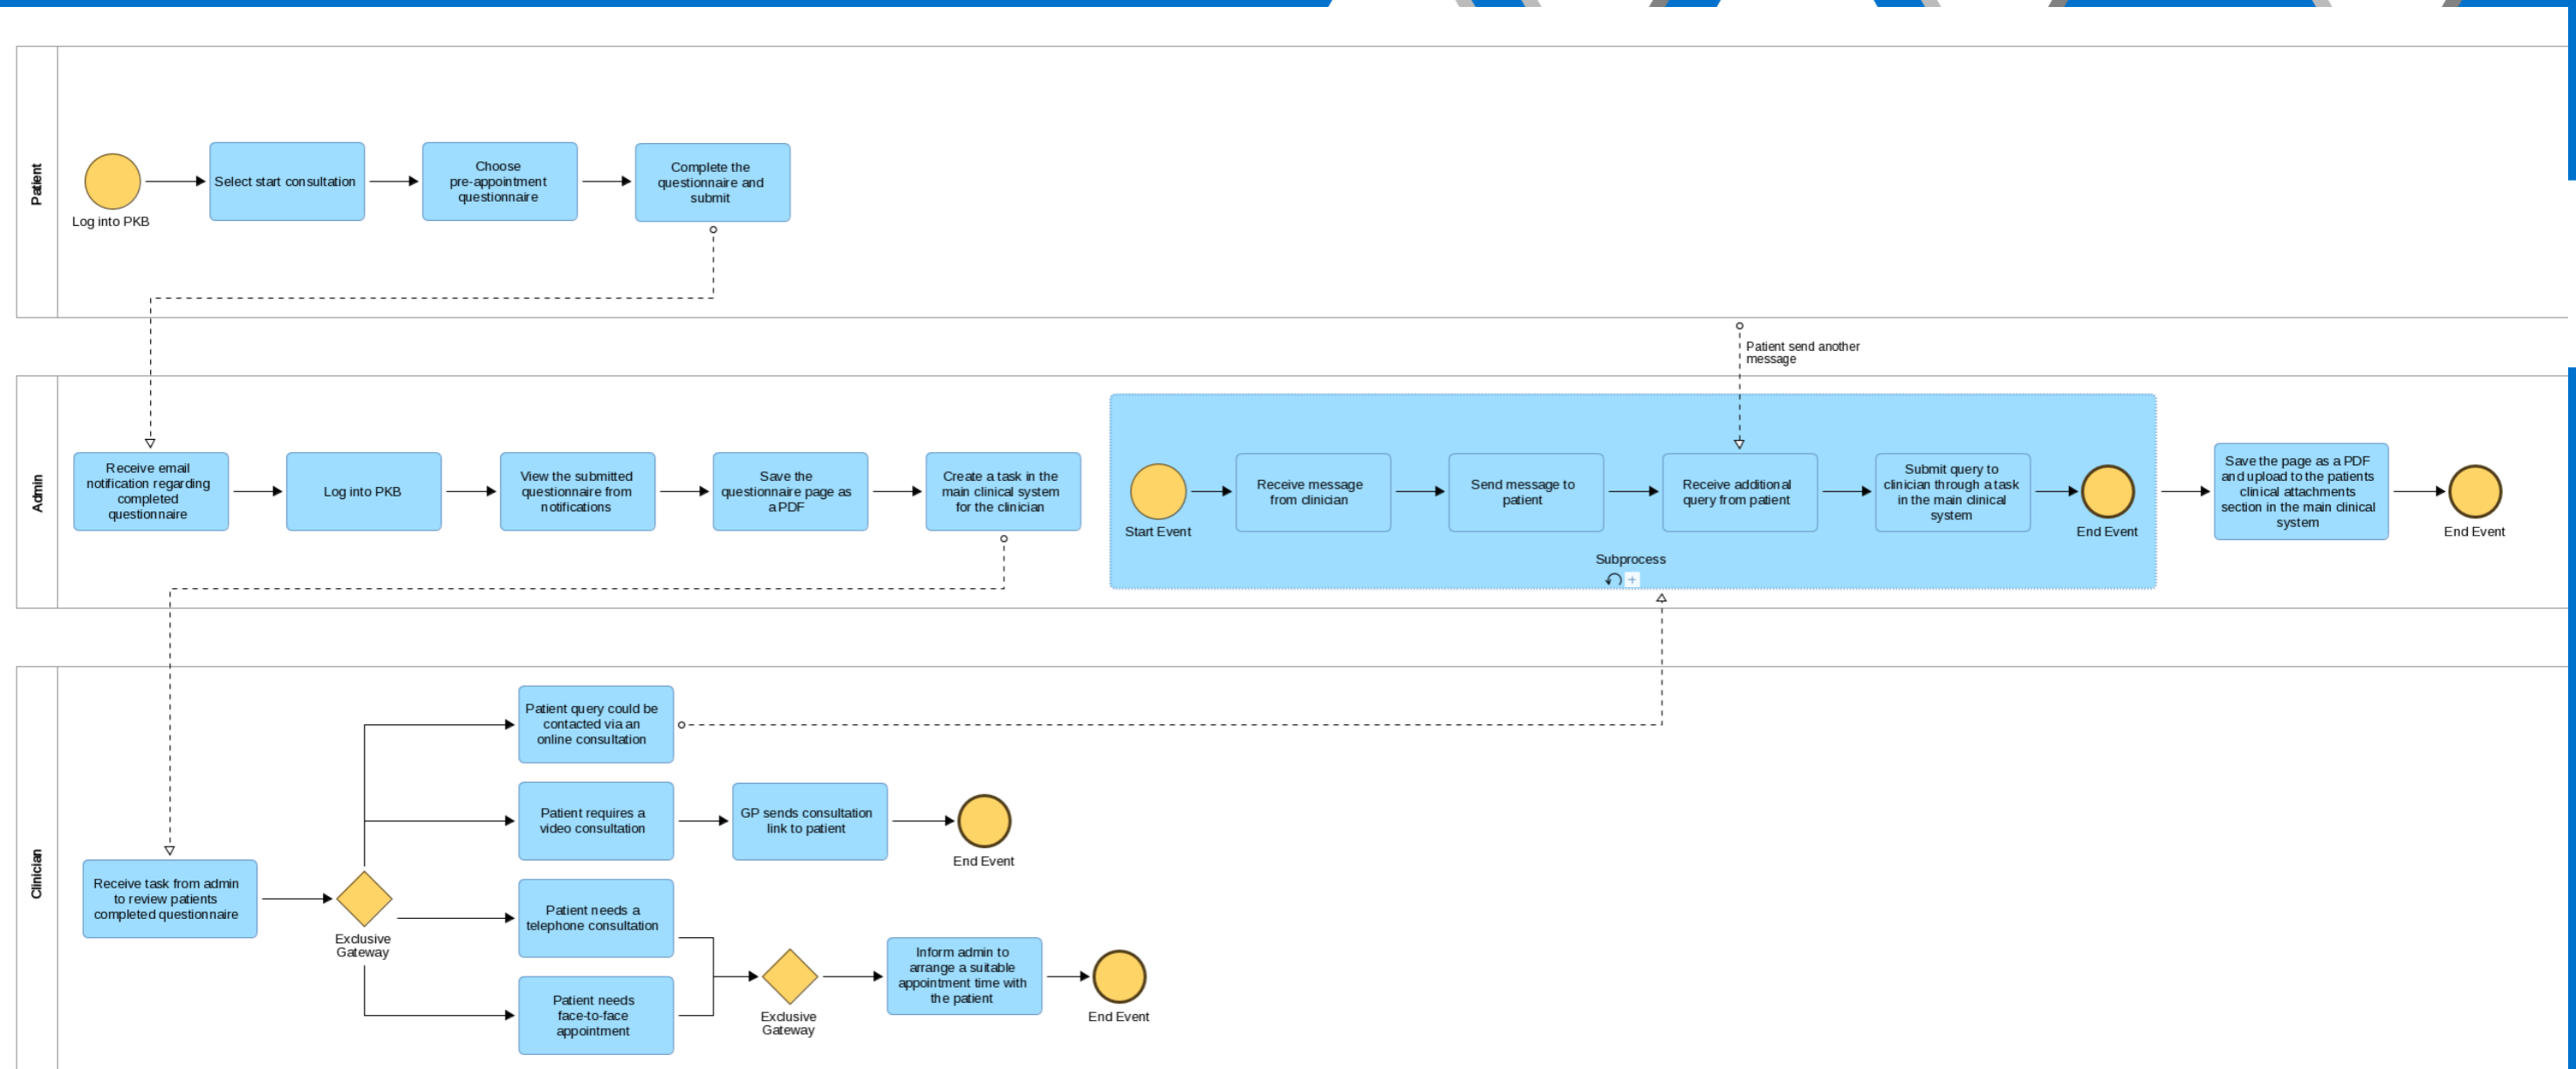 Patient
Log into PKB
Select start consultation
Choose
pre-appointment
questionnaire
Complete the
questionnaire and
submit
Patient send another
message
Admin
Receive email
notification regarding
completed
questionnaire
Log into PKB
View the submitted
questionnaire from
notifications
Save the
questionnaire page as
a PDF
Create a task in the
main clinical system
for the clinician
Start Event
Receive message
from clinician
Send message to
patient
Receive additional
query from patient
Submit query to
clinician through a task
in the main clinical
system
End Event
Subprocess
Save the page as a PDF
and upload to the patients
clinical attachments
section in the main clinical
system
End Event
Clinician
Receive task from admin
to review patients
completed questionnaire
Exclusive
Gateway
Patient query could be
contacted via an
online consultation
Patient requires a
video consultation
GP sends consultation
link to patient
End Event
Patient needs a
telephone consultation
Patient needs
face-to-face
appointment
Exclusive
Gateway
Inform admin to
arrange a suitable
appointment time with
the patient
End Event